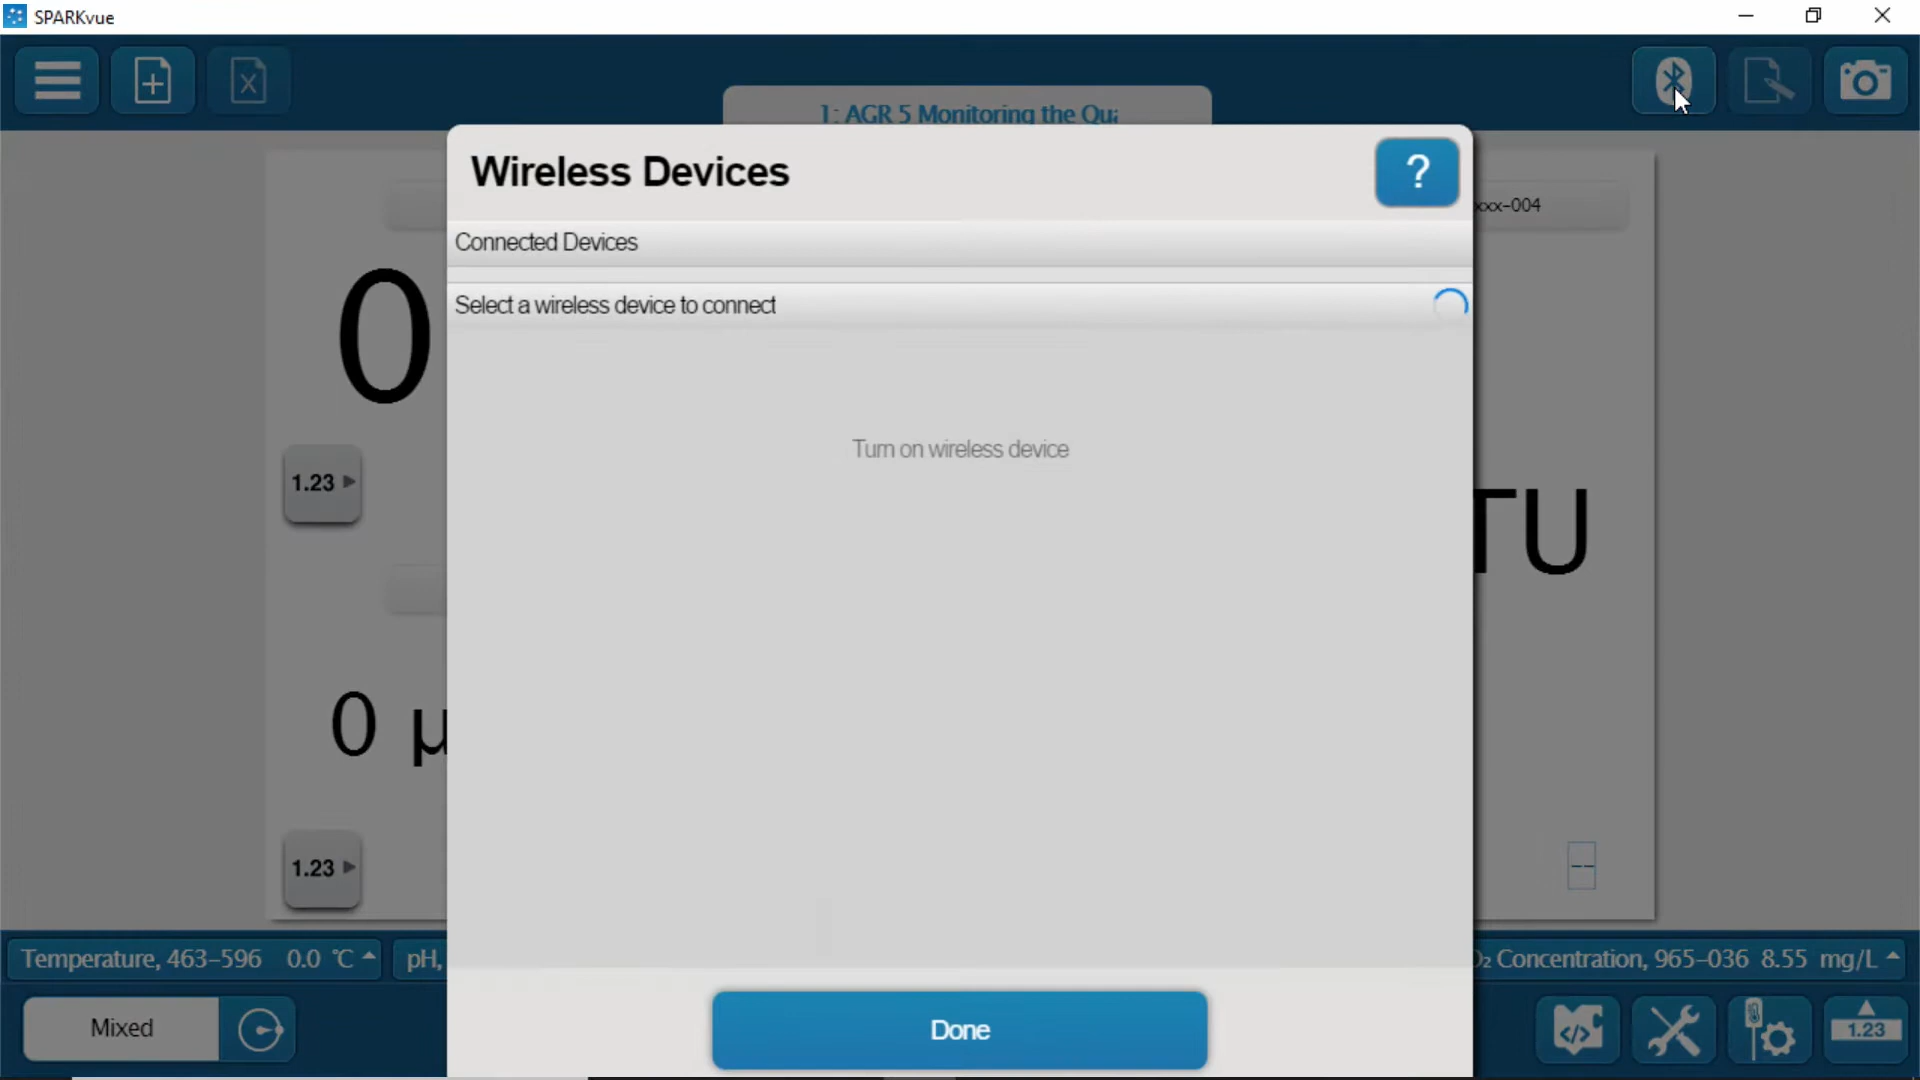 SPARKvue
1: AGR 5 Monitoring the Qua
Wireless Devices
?
xxx-004
Connected Devices
0
Select a wireless device to connect
Turn on wireless device
1.23
TU
0 μ
1.23
--
Temperature, 463-596 0.0 °C
pH,
O₂ Concentration, 965-036 8.55 mg/L
Mixed
Done
1.23